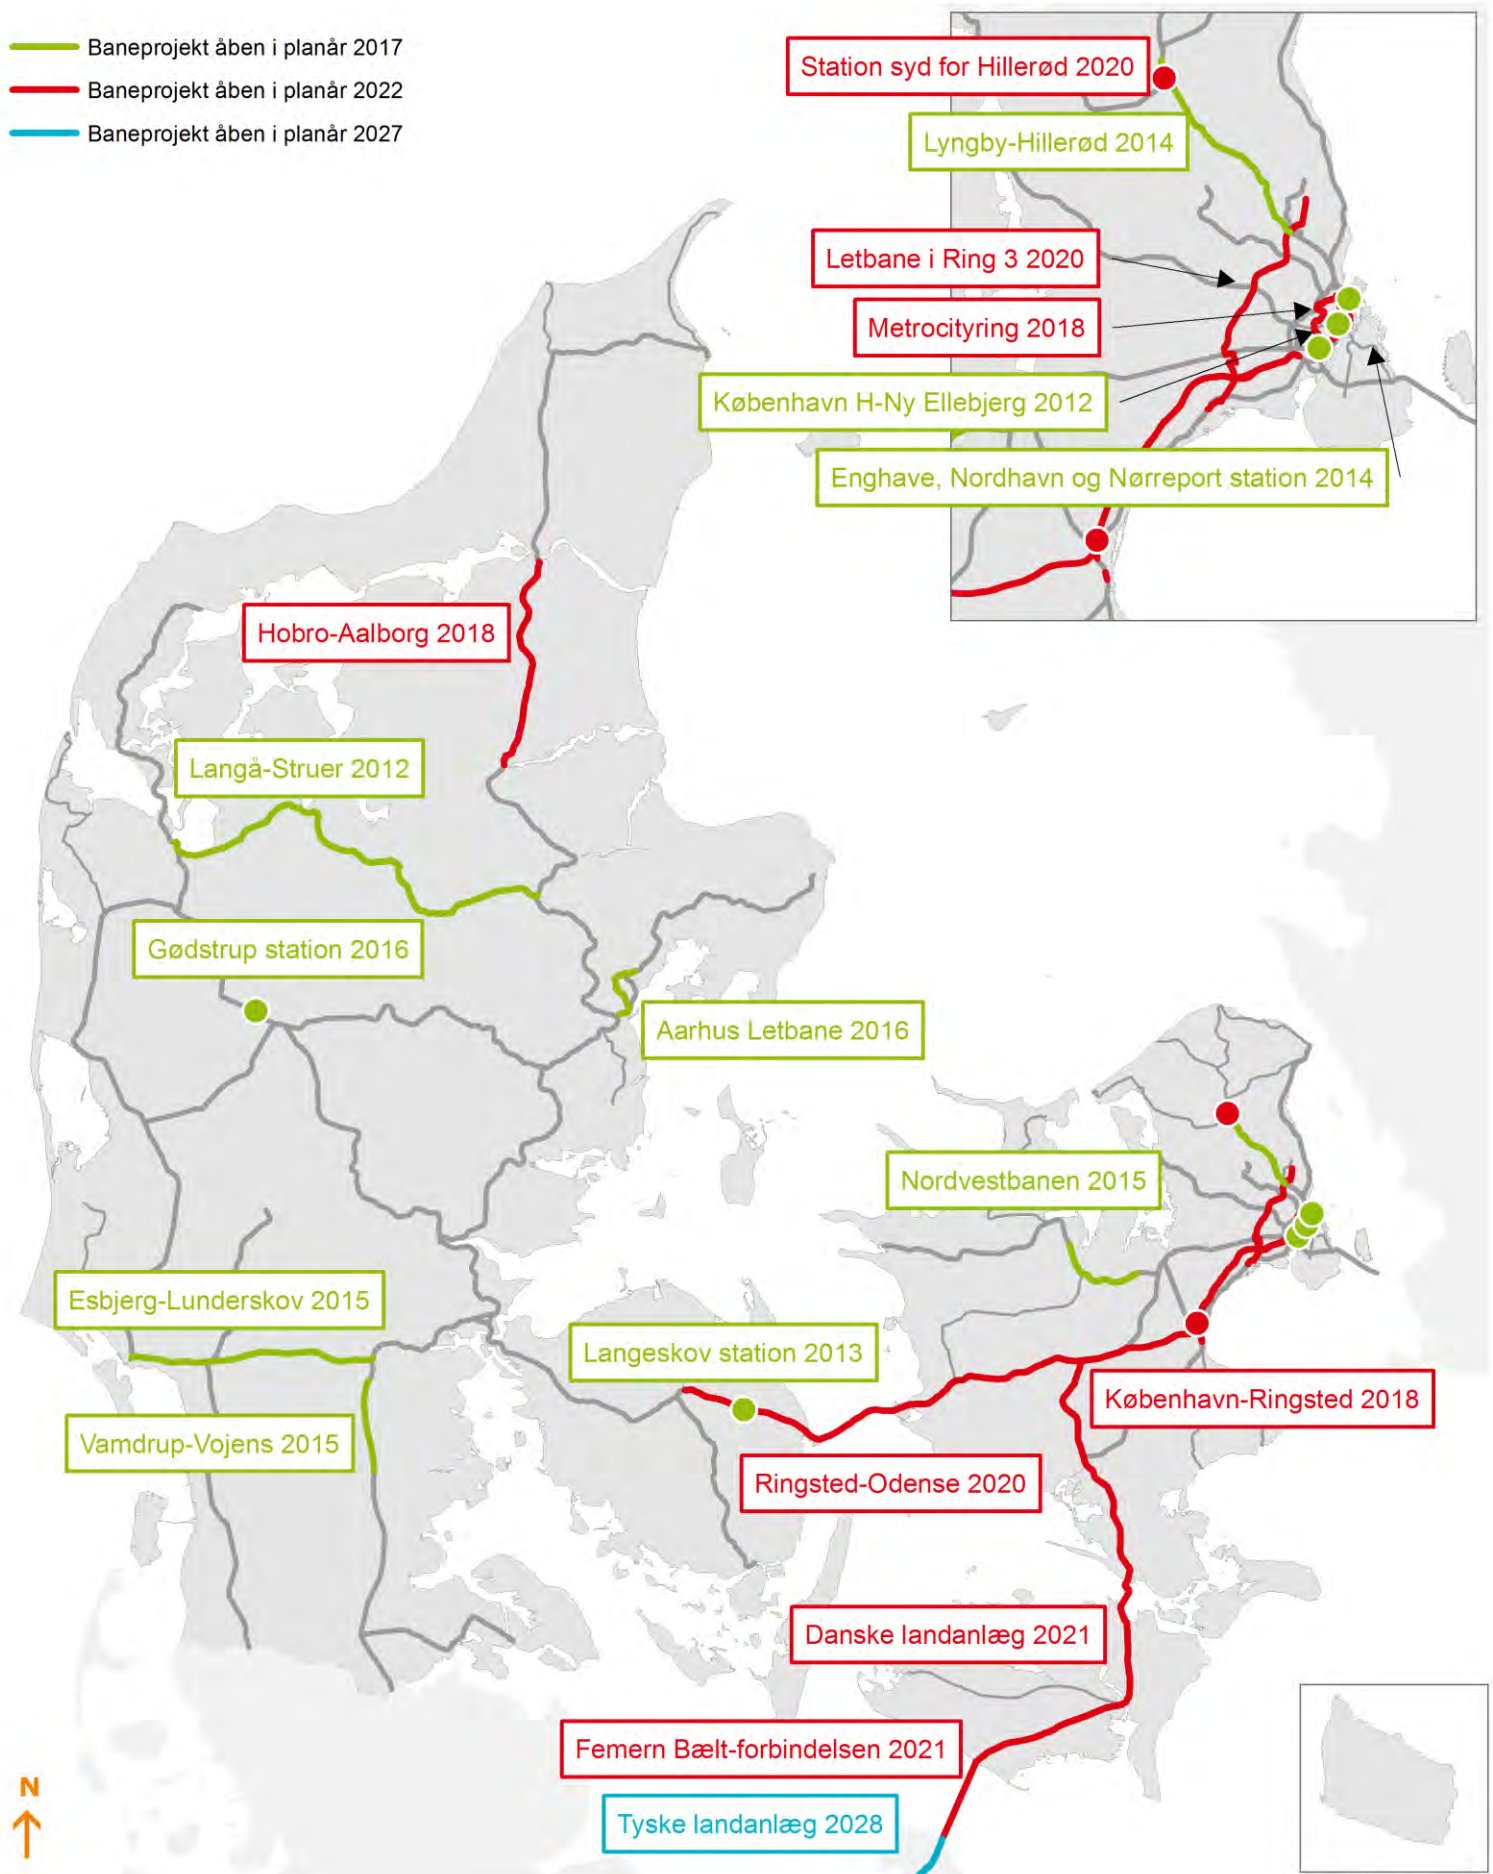 Baneprojekt åben i planår 2017
Baneprojekt åben i planår 2022
Baneprojekt åben i planår 2027
Station syd for Hillerød 2020
Lyngby-Hillerød 2014
Letbane i Ring 3 2020
Metrocityring 2018
København H-Ny Ellebjerg 2012
Enghave, Nordhavn og Nørreport station 2014
Hobro-Aalborg 2018
Langå-Struer 2012
Gødstrup station 2016
Aarhus Letbane 2016
Nordvestbanen 2015
Esbjerg-Lunderskov 2015
Langeskov station 2013
København-Ringsted 2018
Vamdrup-Vojens 2015
Ringsted-Odense 2020
Danske landanlæg 2021
Femern Bælt-forbindelsen 2021
Tyske landanlæg 2028
N